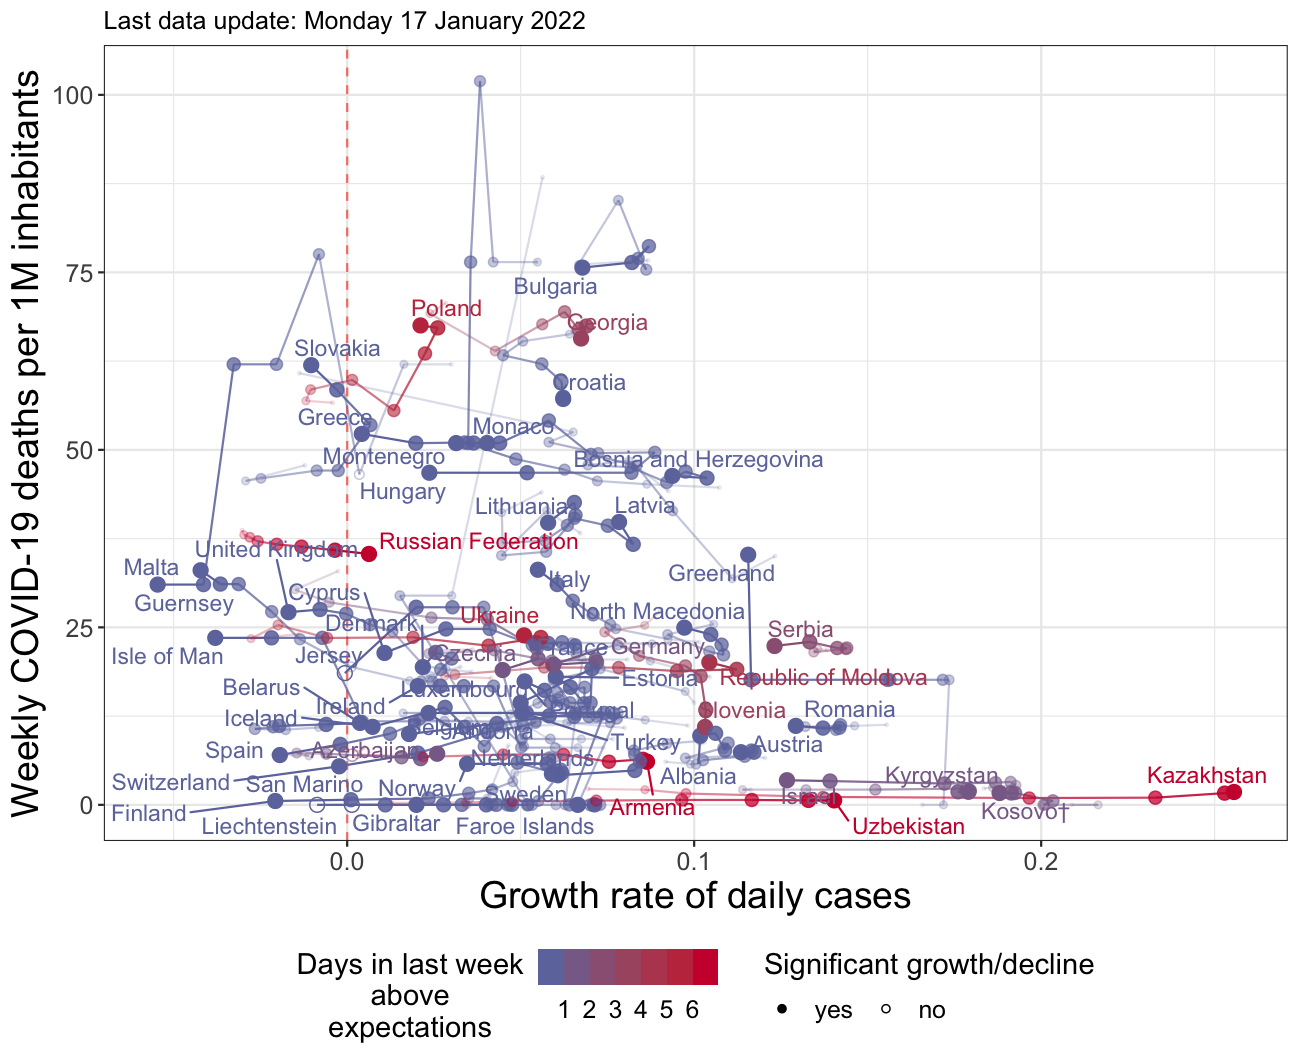 Last data update: Monday 17 January 2022
Weekly COVID-19 deaths per 1M inhabitants
100
75
50
25
0
Bulgaria
Poland
Georgia
Slovakia
Croatia
Greece
Monaco
Montenegro
Bosnia and Herzegovina
Hungary
Lithuania
Latvia
Russian Federation
United Kingdom
Malta
Greenland
Italy
Guernsey
Cyprus
North Macedonia
Ukraine
Denmark
Serbia
Isle of Man
Jersey
Czechia
France
Germany
Estonia
Republic of Moldova
Belarus
Luxembourg
Ireland
Portugal
Slovenia
Romania
Iceland
Belgium
Andorra
Turkey
Austria
Spain
Azerbaijan
Netherlands
Switzerland
San Marino
Norway
Sweden
Albania
Israel
Kyrgyzstan
Kazakhstan
Finland
Liechtenstein
Gibraltar
Faroe Islands
Armenia
Uzbekistan
Kosovo†
0.0
0.1
0.2
Growth rate of daily cases
Days in last week
above
expectations
1 2 3 4 5 6
Significant growth/decline
yes
no